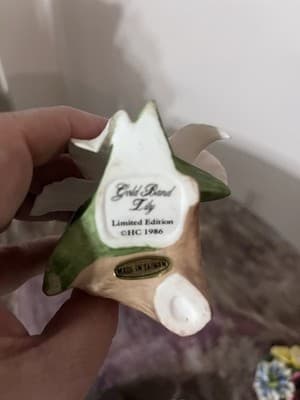 Gold Band
Lily
Limited Edition
©HC 1986
MADE IN TAIWAN